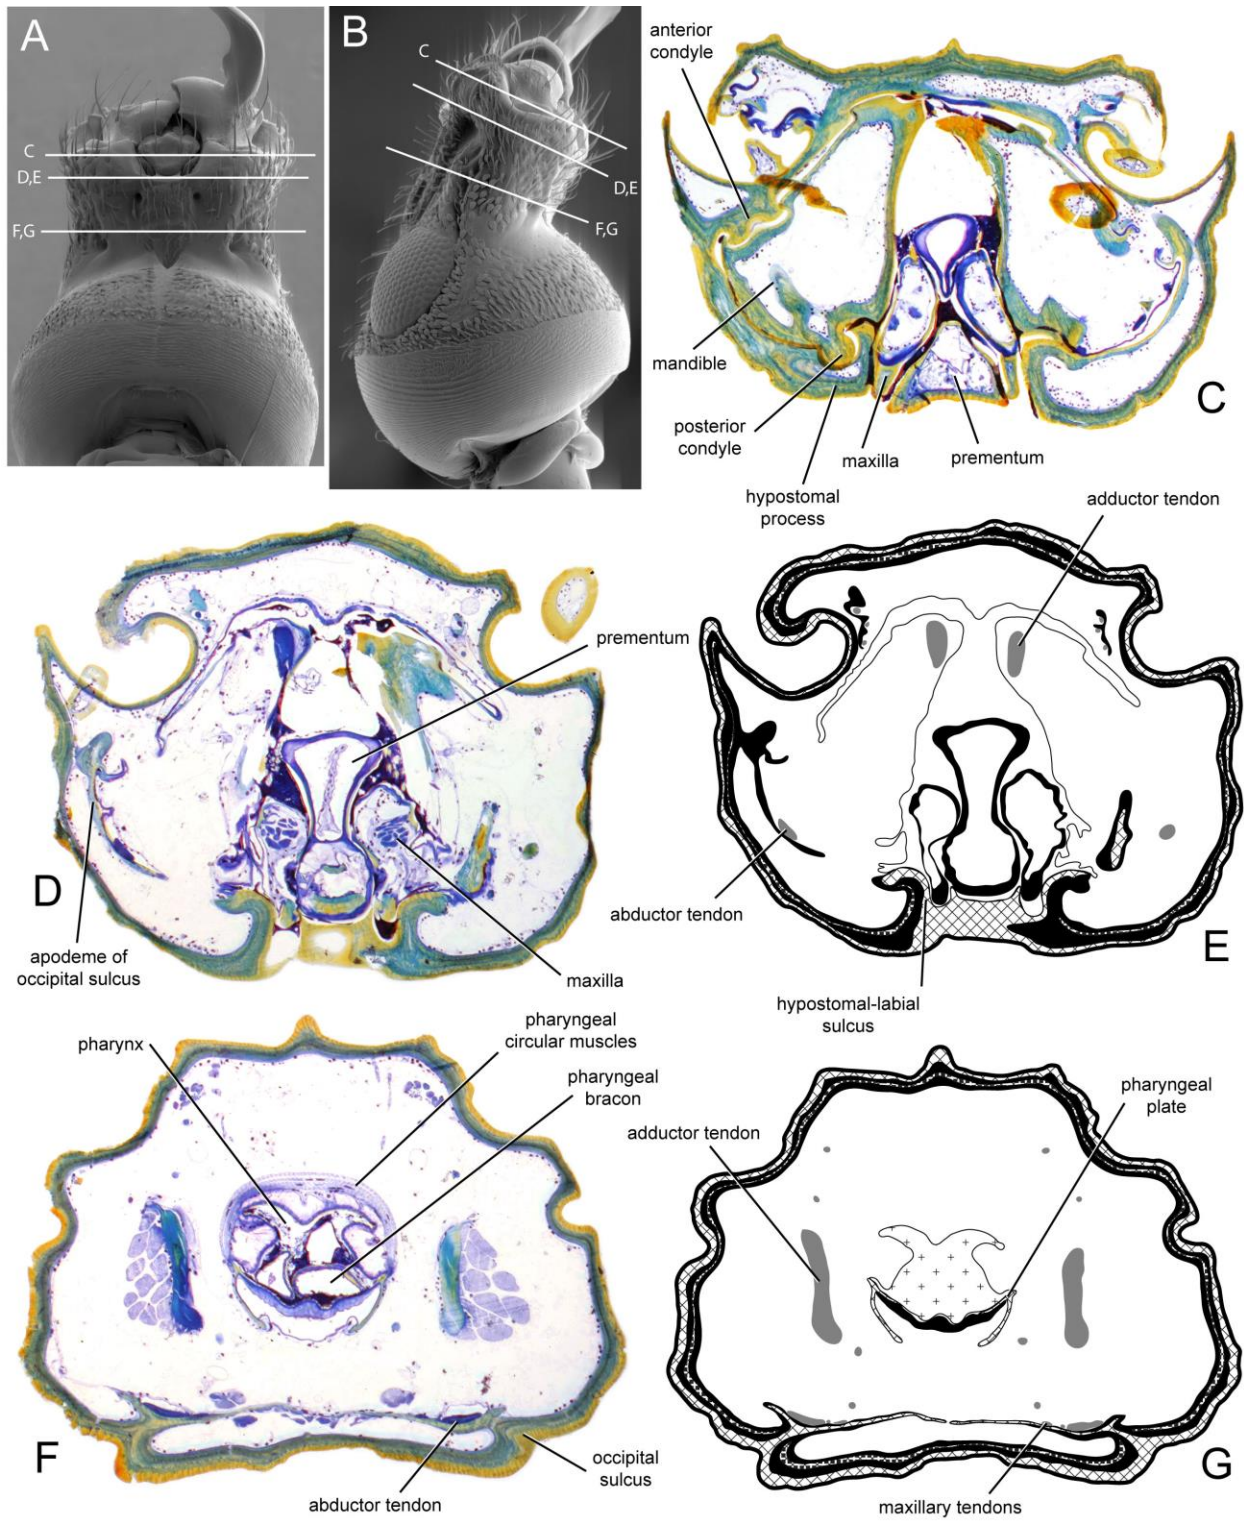 A
C
D,E
F,G
B
C
D,E
F,G
anterior
condyle
mandible
posterior
condyle
hypostomal
process
maxilla
prementum
C
D
prementum
apodeme of
occipital sulcus
maxilla
adductor tendon
abductor tendon
hypostomal-labial
sulcus
E
pharynx
pharyngeal
circular muscles
pharyngeal
bracon
F
abductor tendon
occipital
sulcus
adductor tendon
pharyngeal
plate
maxillary tendons
G